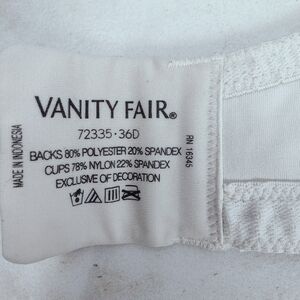 VANITY FAIR®
72335·36D
BACKS 80% POLYESTER 20% SPANDEX
CUPS 78% NYLON 22% SPANDEX
EXCLUSIVE OF DECORATION
MADE IN INDONESIA
RN 16345